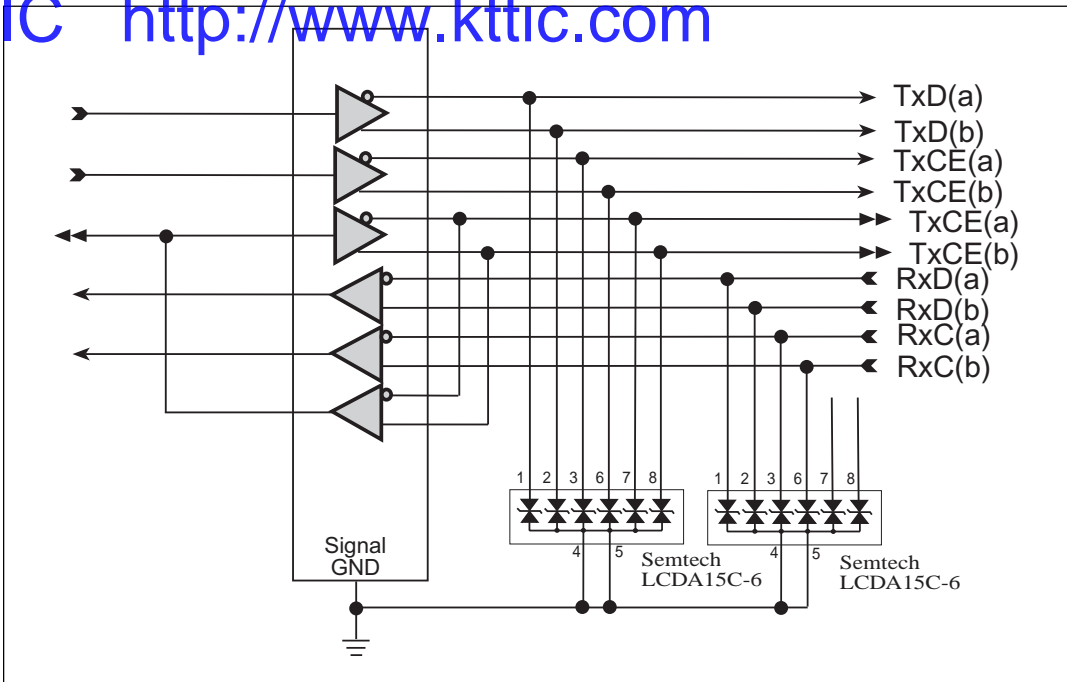 IC http://www.kttic.com
TxD(a)
TxD(b)
TxCE(a)
TxCE(b)
TxCE(a)
TxCE(b)
RxD(a)
RxD(b)
RxC(a)
RxC(b)
1 2 3 6 7 8
1 2 3 6 7 8
4 5
4 5
Signal
GND
Semtech
LCDA15C-6
Semtech
LCDA15C-6